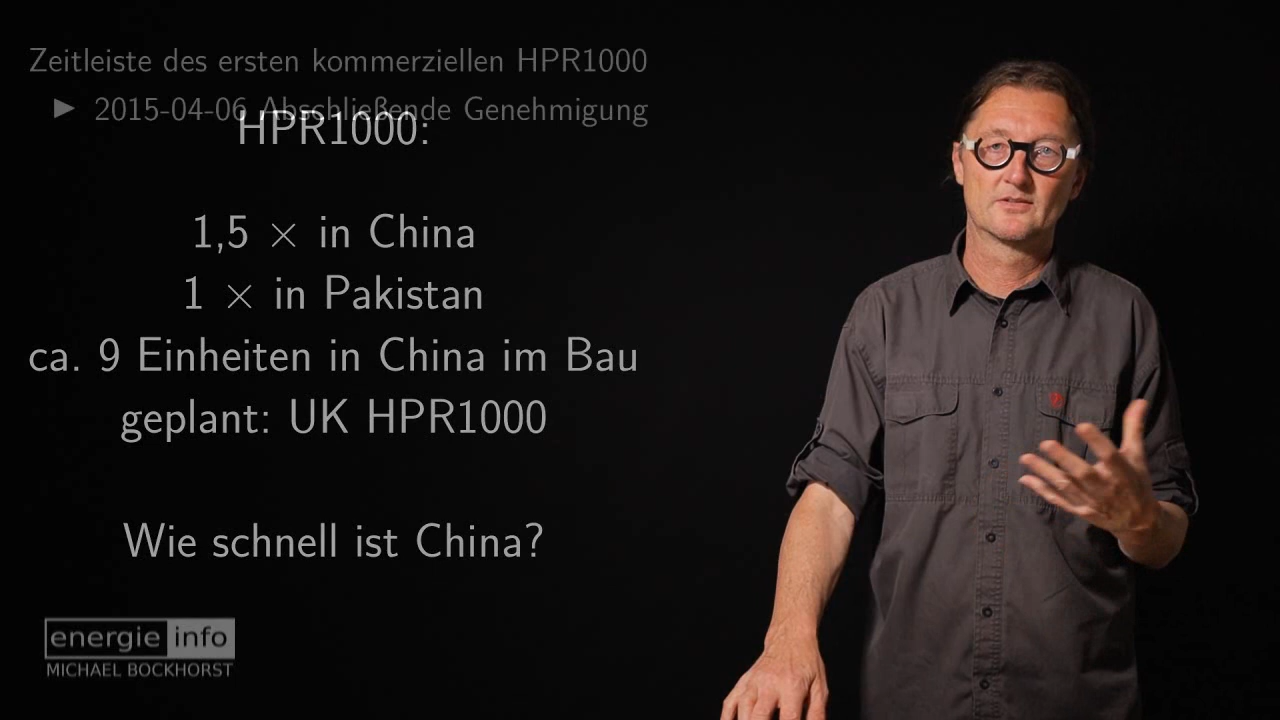 Zeitleiste des ersten kommerziellen HPR1000
► 2015-04-06 Abschließende Genehmigung
HPR1000:
1,5 × in China
1 × in Pakistan
ca. 9 Einheiten in China im Bau
geplant: UK HPR1000
Wie schnell ist China?
energie info
MICHAEL BOCKHORST